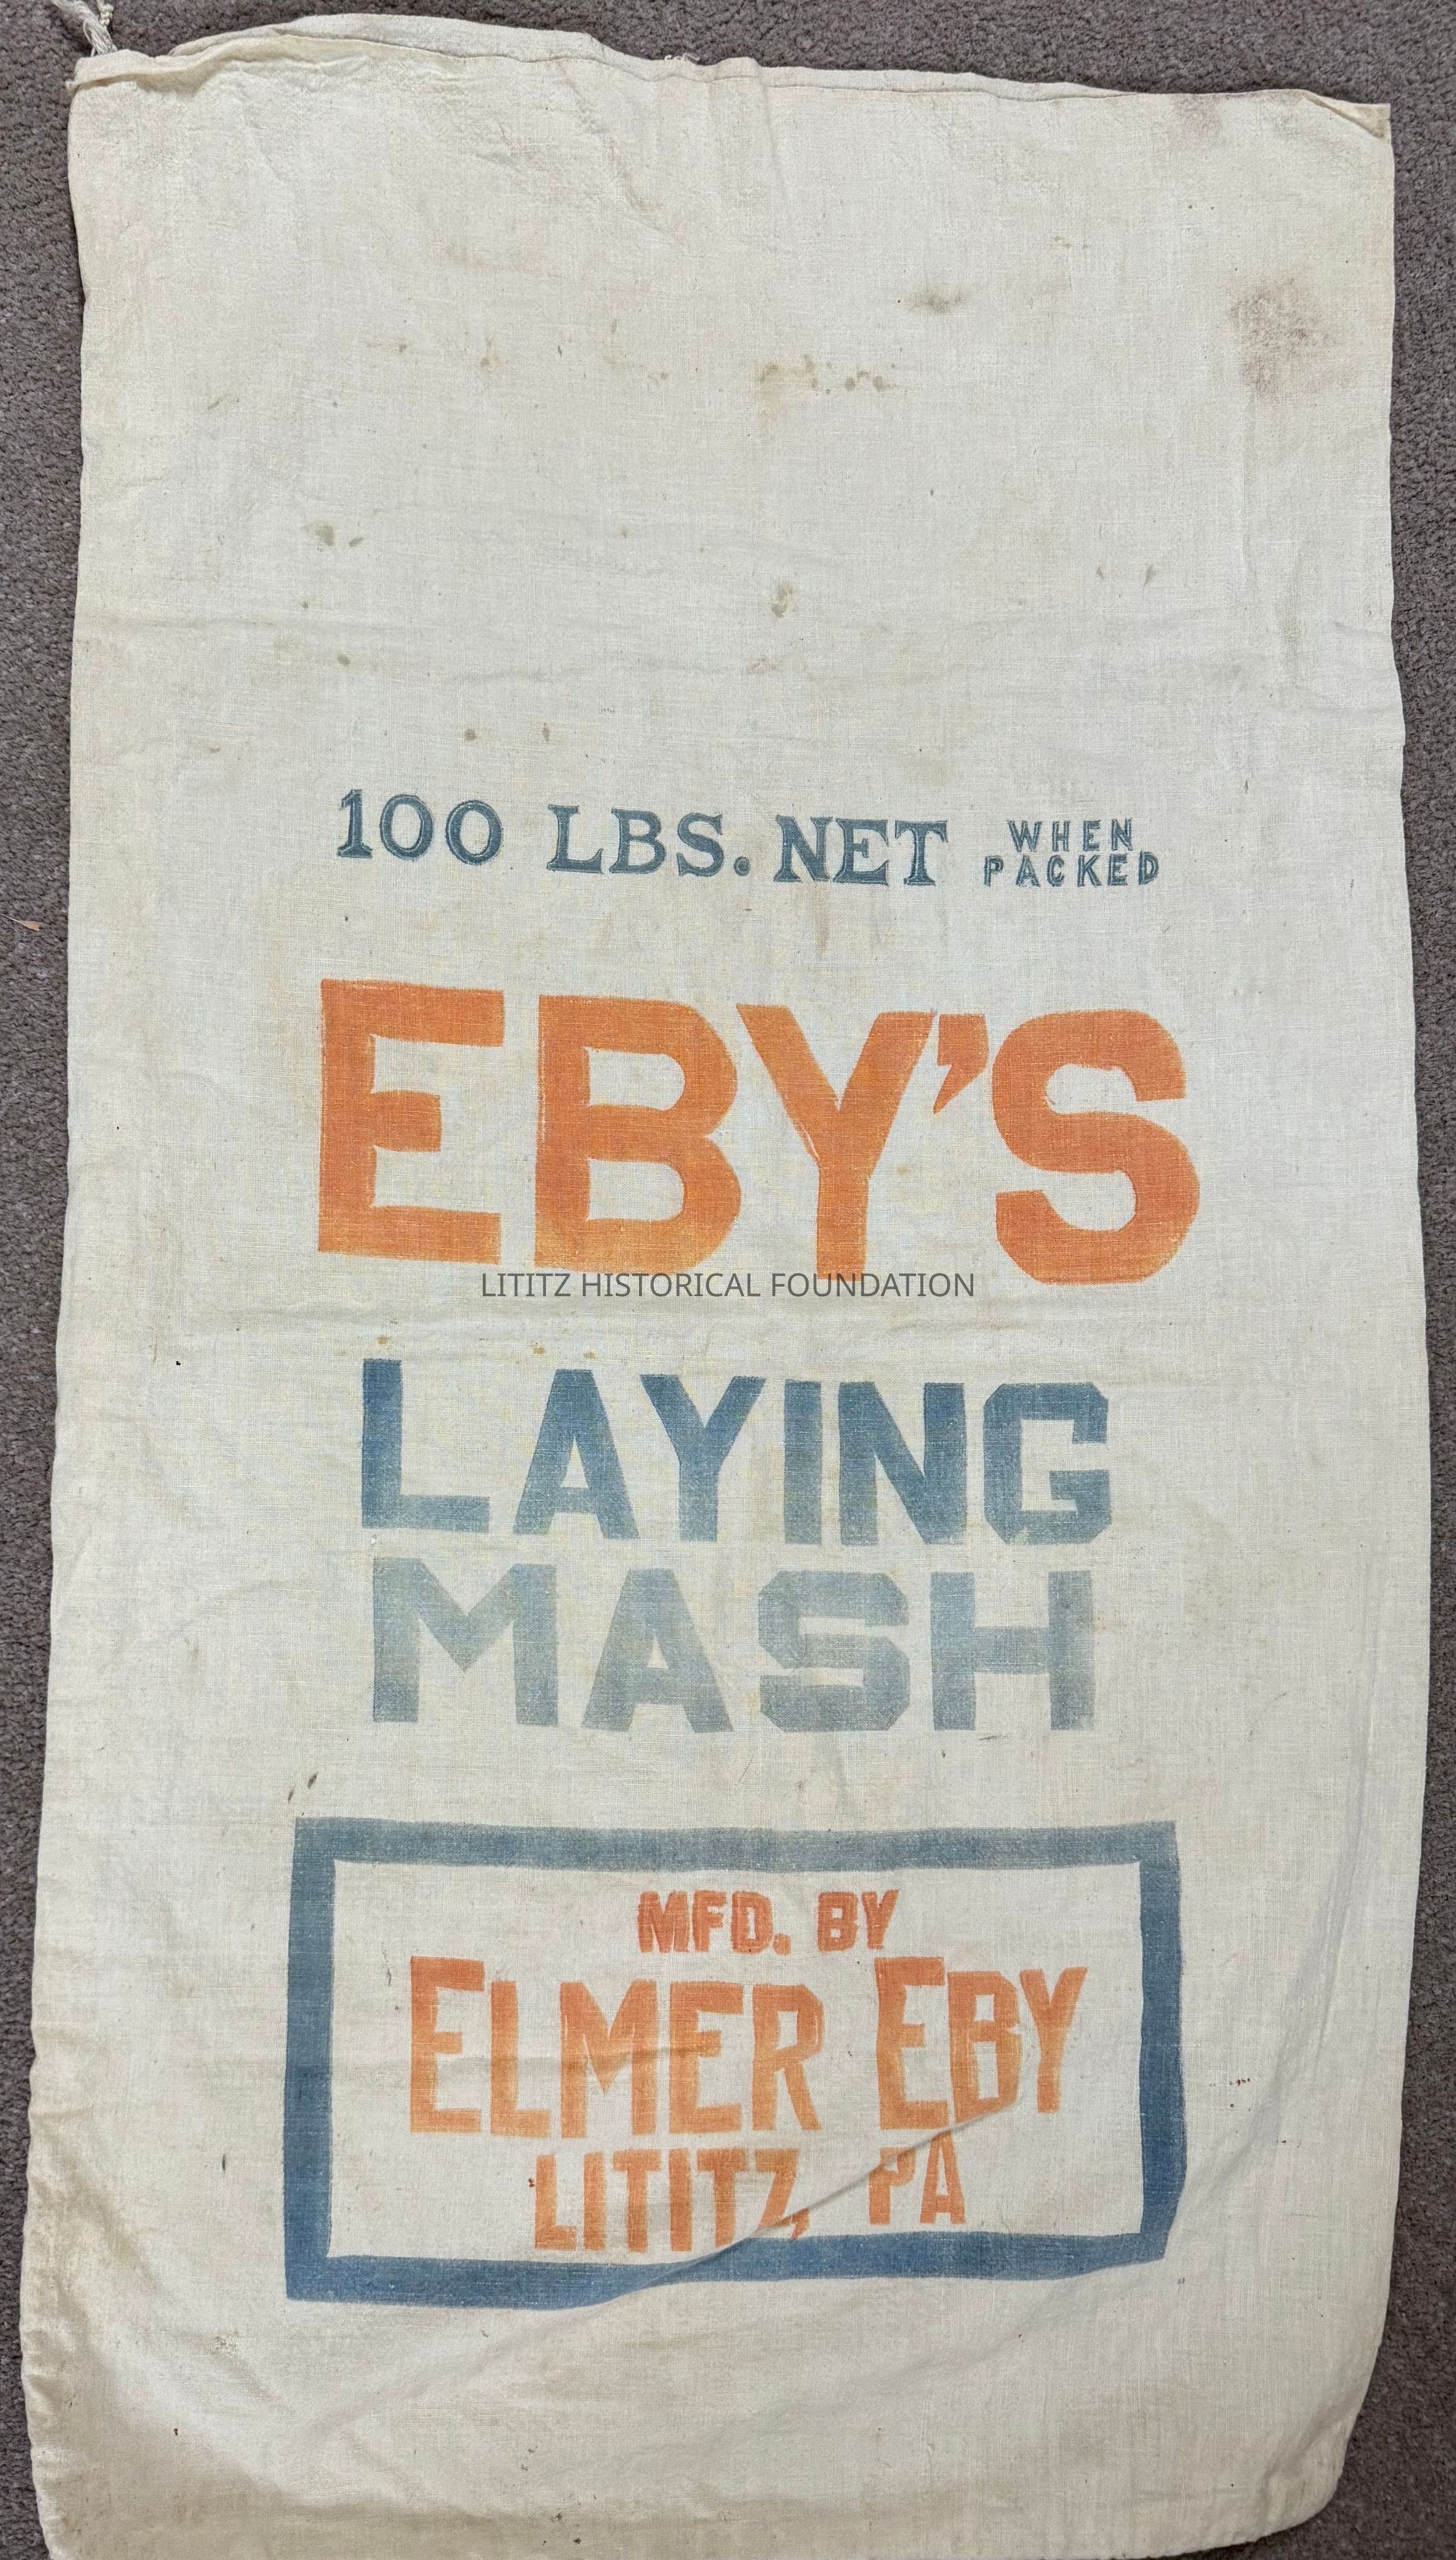 100 LBS. NET WHEN PACKED
EBY'S
LITITZ HISTORICAL FOUNDATION
LAYING
MASH
MFD. BY
ELMER EBY
LITITZ, PA